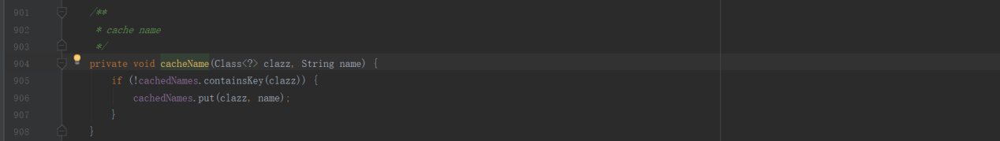 901 /**
902 * cache name
903 */
904 private void cacheName(Class<?> clazz, String name) {
905 if (!cachedNames.containsKey(clazz)) {
906 cachedNames.put(clazz, name);
907 }
908 }